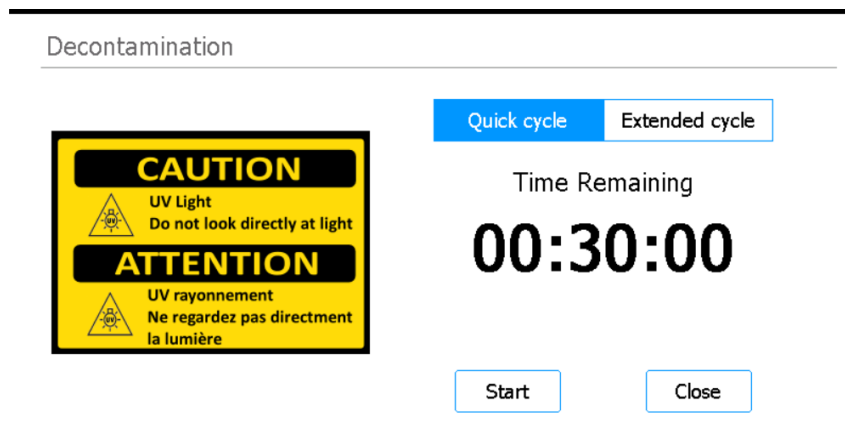 Decontamination
CAUTION
UV Light
Do not look directly at light
ATTENTION
UV rayonnement
Ne regardez pas directment
la lumière
Quick cycle
Extended cycle
Time Remaining
00:30:00
Start
Close